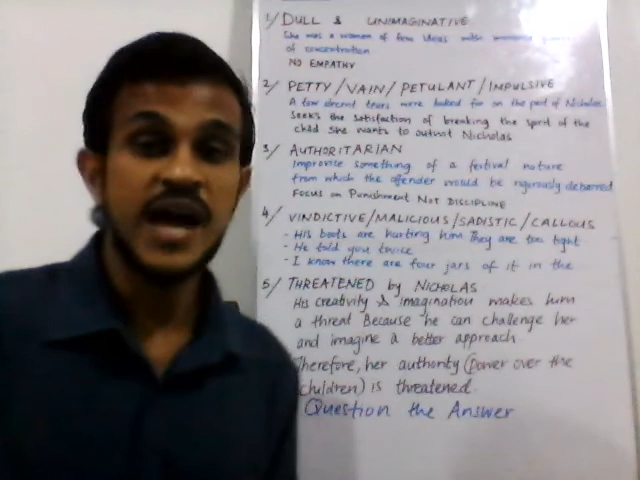 1/ DULL & UNIMAGINATIVE
She was a woman of few ideas with immense powers
of concentration
NO EMPATHY
2/ PETTY/VAIN/PETULANT/IMPULSIVE
A few decent tears were looked for on the part of Nicholas
Seeks the satisfaction of breaking the spirit of the
child She wants to outwit Nicholas
3/ AUTHORITARIAN
Improvise something of a festival nature
from which the offender would be rigorously debarred
FOCUS on Punishment NOT DISCIPLINE
4/ VINDICTIVE/MALICIOUS/SADISTIC/CALLOUS
- His boots are hurting him They are too tight
- He told you twice
- I know there are four jars of it in the
5/ THREATENED by NICHOLAS
His creativity & imagination makes him
a threat Because he can challenge her
and imagine a better approach
Therefore, her authority (power over the
children) is threatened.
Question the Answer